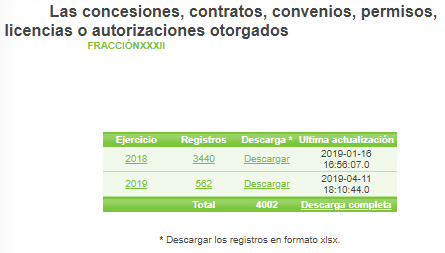 Las concesiones, contratos, convenios, permisos,
licencias o autorizaciones otorgados
FRACCIÓNXXXII
Ejercicio Registros Descarga * Ultima actualización
2018 3440 Descargar 2019-01-16 16:56:07.0
2019 562 Descargar 2019-04-11 18:10:44.0
Total 4002 Descarga completa
* Descargar los registros en formato xlsx.